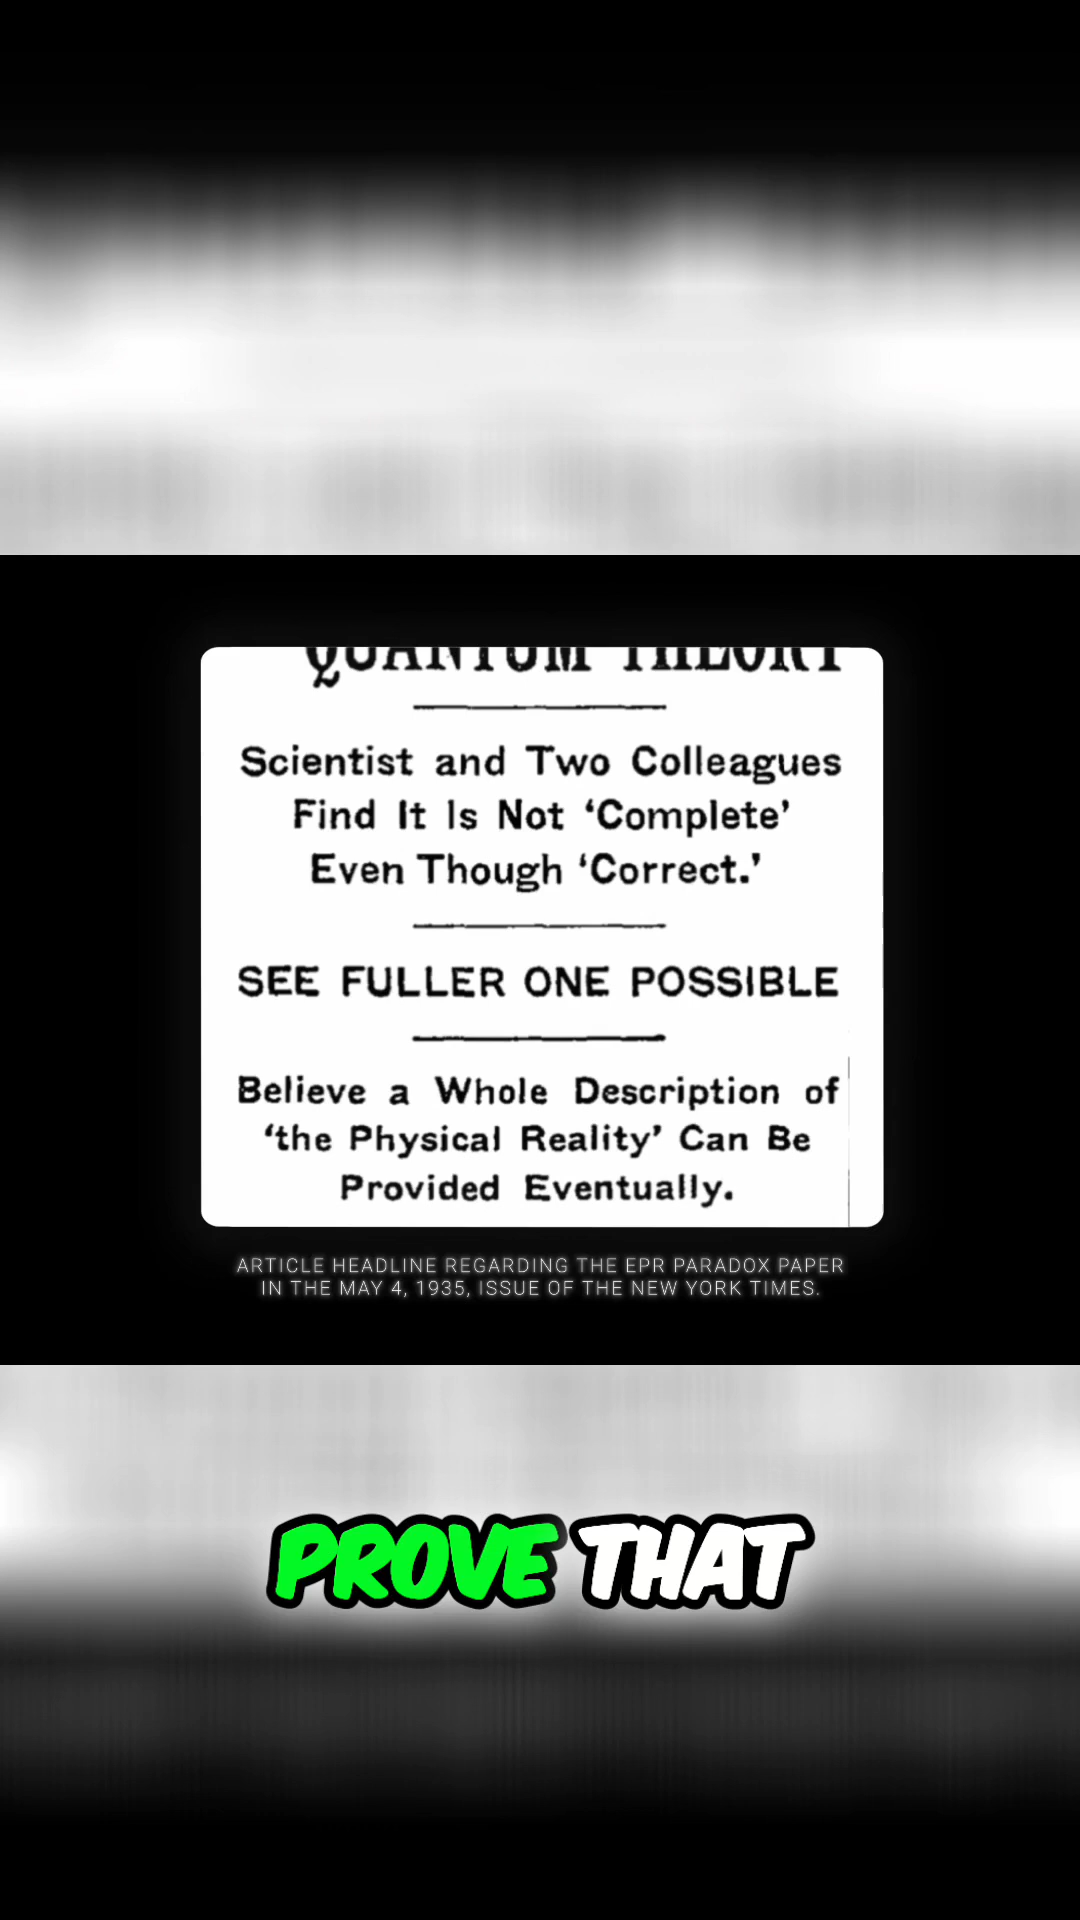 QUANTUM THEORY
Scientist and Two Colleagues
Find It Is Not ‘Complete’
Even Though ‘Correct.’
SEE FULLER ONE POSSIBLE
Believe a Whole Description of
‘the Physical Reality’ Can Be
Provided Eventually.
ARTICLE HEADLINE REGARDING THE EPR PARADOX PAPER
IN THE MAY 4, 1935, ISSUE OF THE NEW YORK TIMES.
PROVE THAT